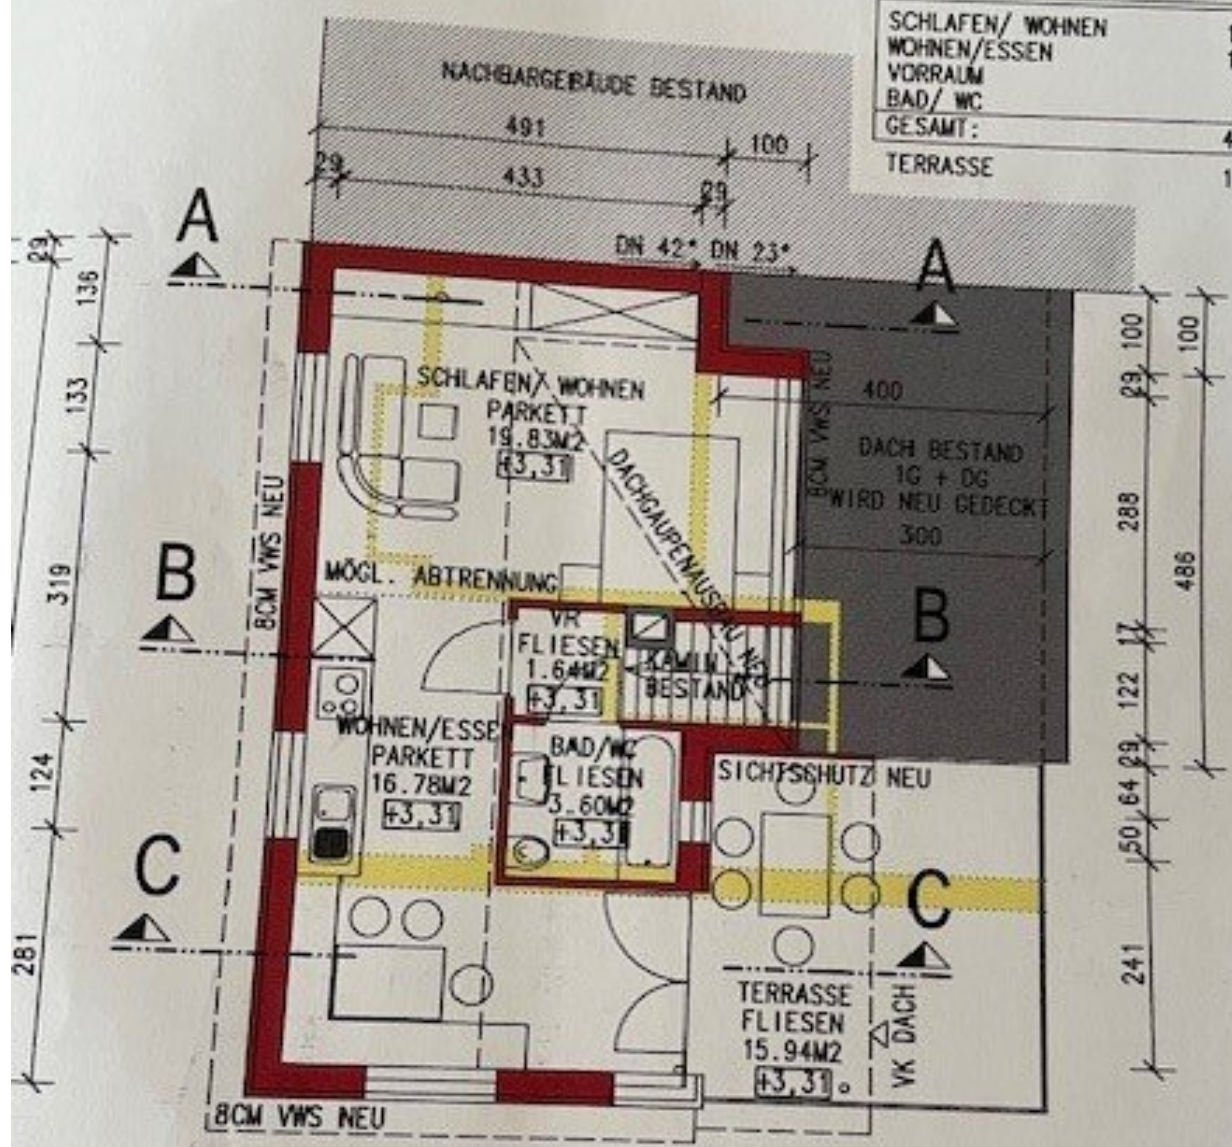 SCHLAFEN/ WOHNEN
WOHNEN/ESSEN
VORRAUM
BAD/ WC
GESAMT:
TERRASSE
NACHBARGEBÄUDE BESTAND
491
100
29
433
29
DN 42° DN 23°
A
A
29
136
133
319
124
281
100
29
288
17
122
29
64
50
241
100
486
400
8CM VWS NEU
DACH BESTAND
1G + DG
WIRD NEU GEDECKT
300
SCHLAFEN/ WOHNEN
PARKETT
19.83M2
+3,31
DACHGAUPENAUSBAU NEU
8CM VWS NEU
MÖGL. ABTRENNUNG
B
B
VR
FLIESEN
1.64M2
+3,31
KAMIN
BESTAND
WOHNEN/ESSE
PARKETT
16.78M2
+3,31
BAD/WC
FLIESEN
3.60M2
+3,31
SICHTSCHUTZ NEU
C
C
TERRASSE
FLIESEN
15.94M2
+3,31
VK DACH
8CM VWS NEU